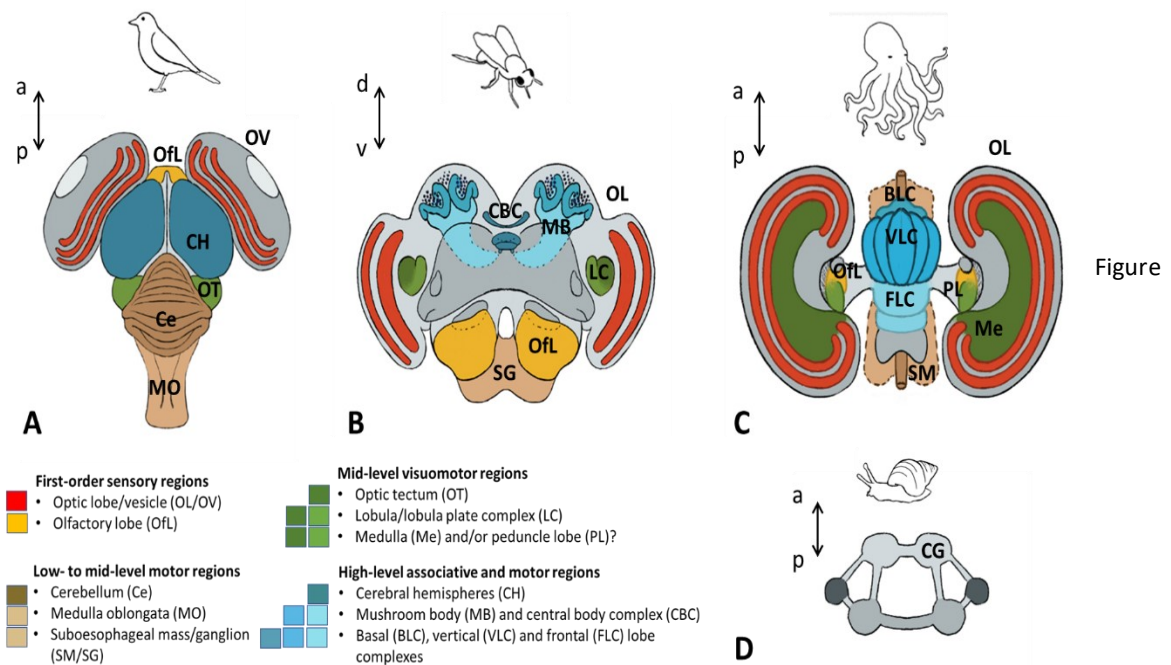 a
p
OfL
OV
CH
OT
Ce
MO
A
d
v
CBC
OL
MB
LC
OfL
SG
B
a
p
OL
BLC
VLC
OfL
PL
FLC
Me
SM
C
Figure
First-order sensory regions
• Optic lobe/vesicle (OL/OV)
• Olfactory lobe (OfL)
Low- to mid-level motor regions
• Cerebellum (Ce)
• Medulla oblongata (MO)
• Suboesophageal mass/ganglion
(SM/SG)
Mid-level visuomotor regions
• Optic tectum (OT)
• Lobula/lobula plate complex (LC)
• Medulla (Me) and/or peduncle lobe (PL)?
High-level associative and motor regions
• Cerebral hemispheres (CH)
• Mushroom body (MB) and central body complex (CBC)
• Basal (BLC), vertical (VLC) and frontal (FLC) lobe
complexes
a
p
CG
D